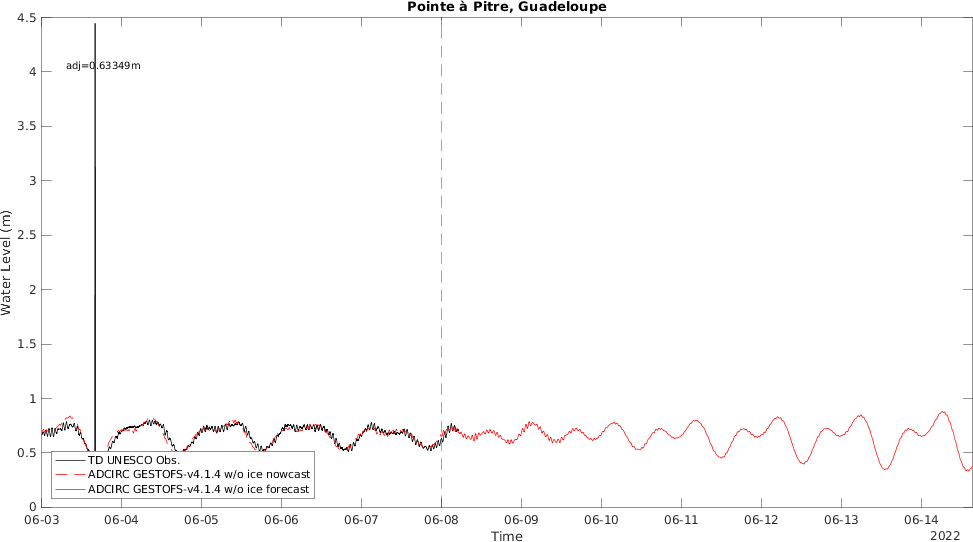 Pointe à Pitre, Guadeloupe
4.5
adj=0.63349m
4
3.5
3
2.5
2
1.5
1
0.5
0
Water Level (m)
TD UNESCO Obs.
ADCIRC GESTOFS-v4.1.4 w/o ice nowcast
ADCIRC GESTOFS-v4.1.4 w/o ice forecast
06-03 06-04 06-05 06-06 06-07 06-08 06-09 06-10 06-11 06-12 06-13 06-14
Time
2022